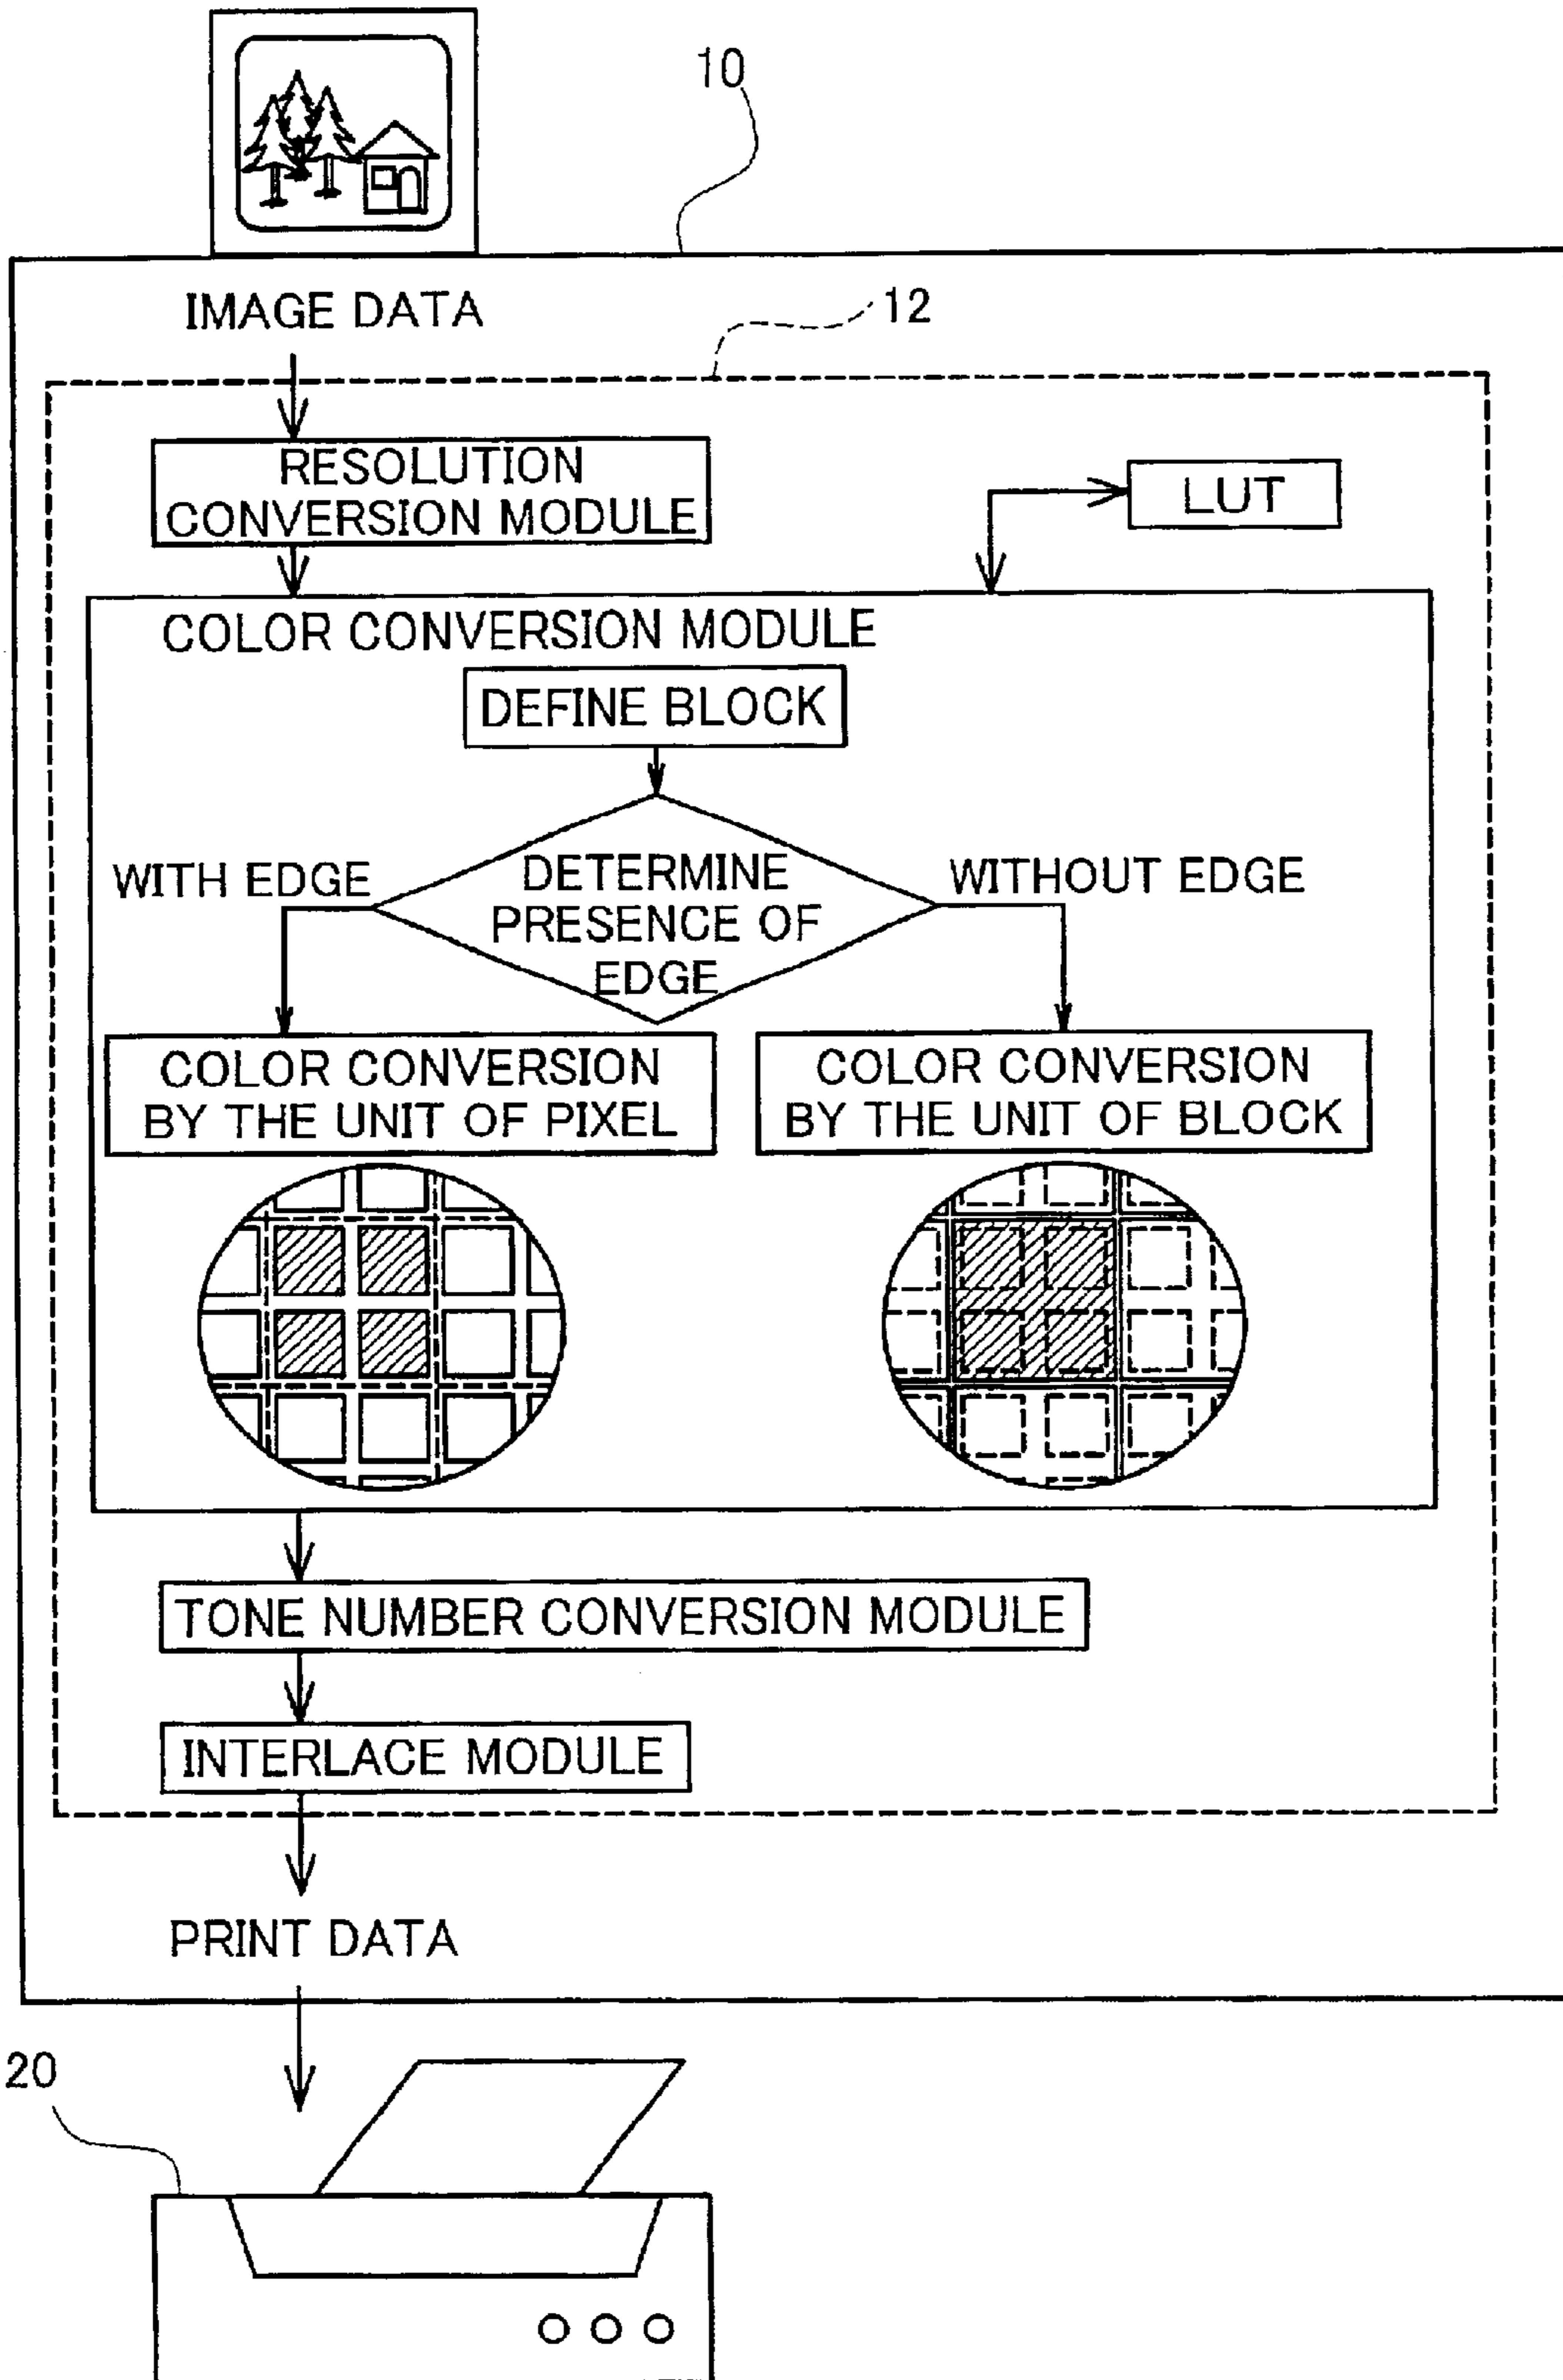 10
IMAGE DATA
12
RESOLUTION
CONVERSION MODULE
LUT
COLOR CONVERSION MODULE
DEFINE BLOCK
WITH EDGE
DETERMINE
PRESENCE OF
EDGE
WITHOUT EDGE
COLOR CONVERSION
BY THE UNIT OF PIXEL
COLOR CONVERSION
BY THE UNIT OF BLOCK
TONE NUMBER CONVERSION MODULE
INTERLACE MODULE
PRINT DATA
20